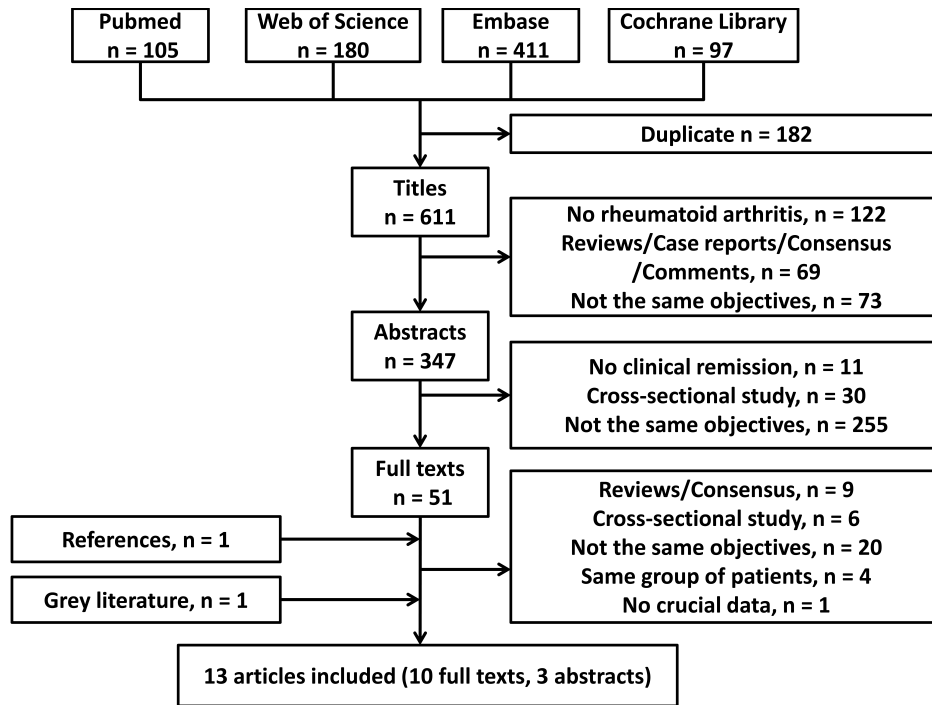 Pubmed
n = 105
Web of Science
n = 180
Embase
n = 411
Cochrane Library
n = 97
Duplicate n = 182
Titles
n = 611
No rheumatoid arthritis, n = 122
Reviews/Case reports/Consensus
/Comments, n = 69
Not the same objectives, n = 73
Abstracts
n = 347
No clinical remission, n = 11
Cross-sectional study, n = 30
Not the same objectives, n = 255
Full texts
n = 51
Reviews/Consensus, n = 9
Cross-sectional study, n = 6
Not the same objectives, n = 20
Same group of patients, n = 4
No crucial data, n = 1
References, n = 1
Grey literature, n = 1
13 articles included (10 full texts, 3 abstracts)